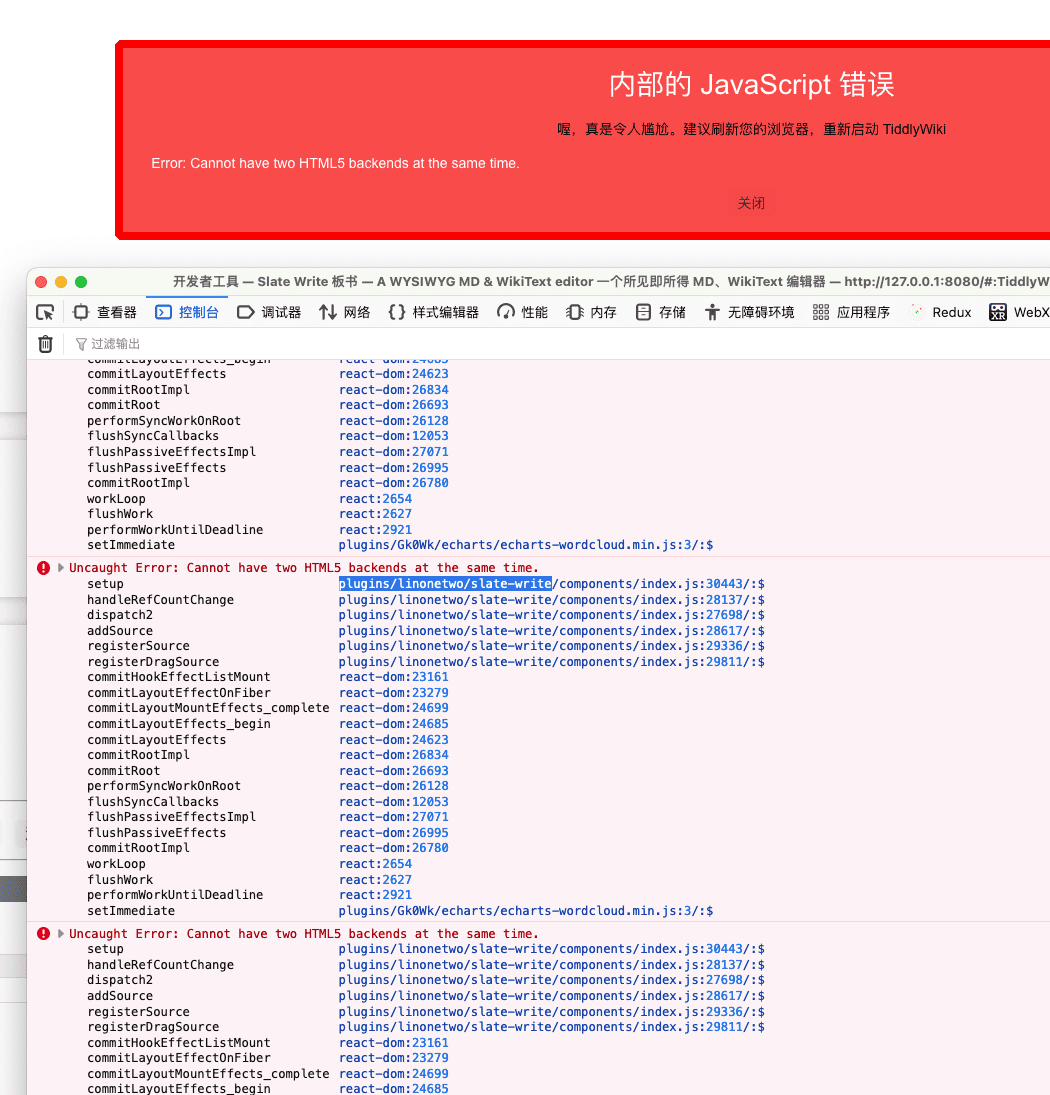 内部的 JavaScript 错误
喔，真是令人尴尬。建议刷新您的浏览器，重新启动 TiddlyWiki
Error: Cannot have two HTML5 backends at the same time.
关闭
开发者工具 — Slate Write 板书 — A WYSIWYG MD & WikiText editor 一个所见即所得 MD、WikiText 编辑器 — http://127.0.0.1:8080/#:TiddlyW
查看器 控制台 调试器 网络 样式编辑器 性能 内存 存储 无障碍环境 应用程序 Redux WebX
过滤输出
commitLayoutEffects_begin react-dom:24685
commitLayoutEffects react-dom:24623
commitRootImpl react-dom:26834
commitRoot react-dom:26693
performSyncWorkOnRoot react-dom:26128
flushSyncCallbacks react-dom:12053
flushPassiveEffectsImpl react-dom:27071
flushPassiveEffects react-dom:26995
commitRootImpl react-dom:26780
workLoop react:2654
flushWork react:2627
performWorkUntilDeadline react:2921
setImmediate plugins/Gk0Wk/echarts/echarts-wordcloud.min.js:3/:$
Uncaught Error: Cannot have two HTML5 backends at the same time.
setup plugins/linonetwo/slate-write/components/index.js:30443/:$
handleRefCountChange plugins/linonetwo/slate-write/components/index.js:28137/:$
dispatch2 plugins/linonetwo/slate-write/components/index.js:27698/:$
addSource plugins/linonetwo/slate-write/components/index.js:28617/:$
registerSource plugins/linonetwo/slate-write/components/index.js:29336/:$
registerDragSource plugins/linonetwo/slate-write/components/index.js:29811/:$
commitHookEffectListMount react-dom:23161
commitLayoutEffectOnFiber react-dom:23279
commitLayoutMountEffects_complete react-dom:24699
commitLayoutEffects_begin react-dom:24685
commitLayoutEffects react-dom:24623
commitRootImpl react-dom:26834
commitRoot react-dom:26693
performSyncWorkOnRoot react-dom:26128
flushSyncCallbacks react-dom:12053
flushPassiveEffectsImpl react-dom:27071
flushPassiveEffects react-dom:26995
commitRootImpl react-dom:26780
workLoop react:2654
flushWork react:2627
performWorkUntilDeadline react:2921
setImmediate plugins/Gk0Wk/echarts/echarts-wordcloud.min.js:3/:$
Uncaught Error: Cannot have two HTML5 backends at the same time.
setup plugins/linonetwo/slate-write/components/index.js:30443/:$
handleRefCountChange plugins/linonetwo/slate-write/components/index.js:28137/:$
dispatch2 plugins/linonetwo/slate-write/components/index.js:27698/:$
addSource plugins/linonetwo/slate-write/components/index.js:28617/:$
registerSource plugins/linonetwo/slate-write/components/index.js:29336/:$
registerDragSource plugins/linonetwo/slate-write/components/index.js:29811/:$
commitHookEffectListMount react-dom:23161
commitLayoutEffectOnFiber react-dom:23279
commitLayoutMountEffects_complete react-dom:24699
commitLayoutEffects_begin react-dom:24685